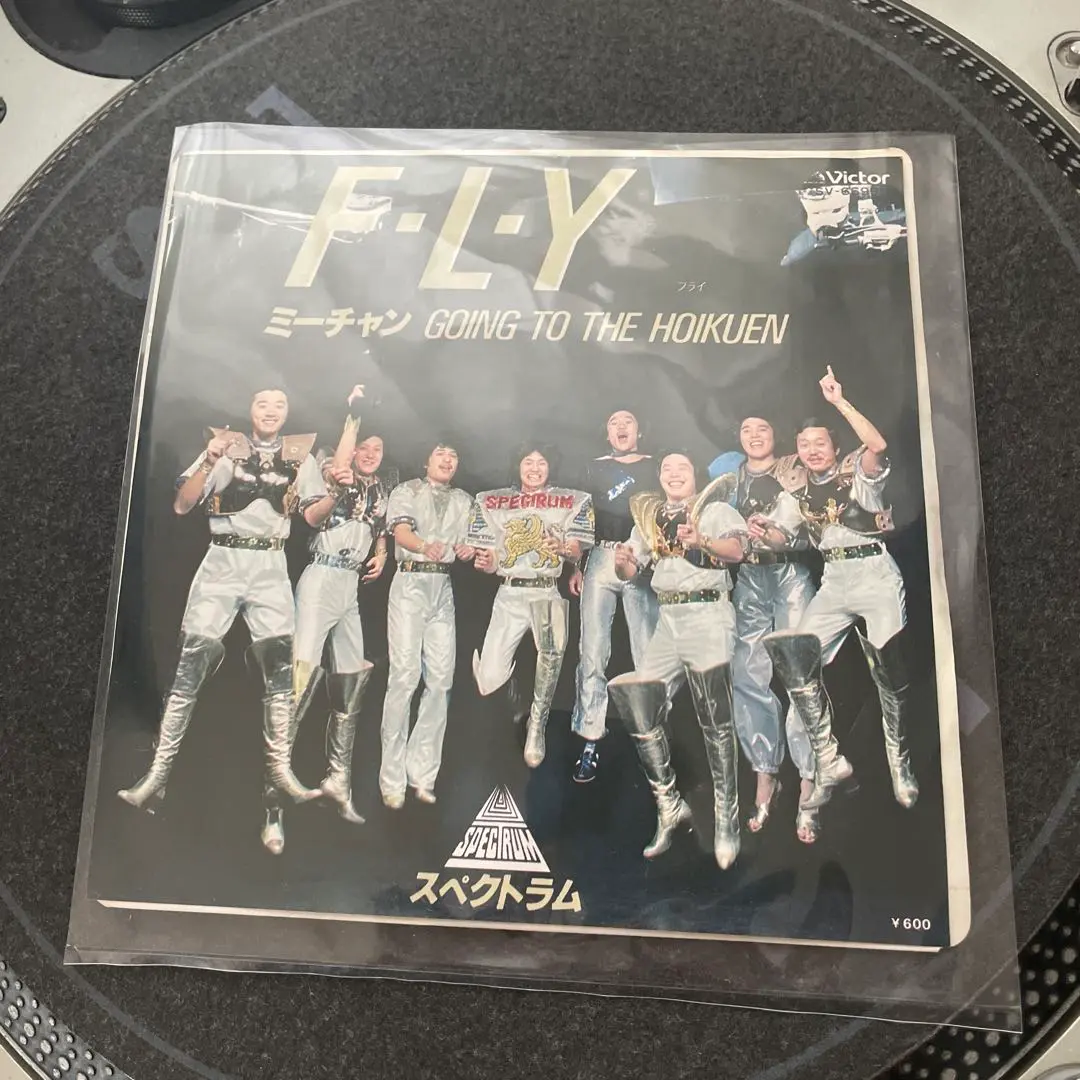 F·L·Y
Victor
フライ
ミーチャン GOING TO THE HOIKUEN
SPECTRUM
SPECTRUM
スペクトラム
¥600